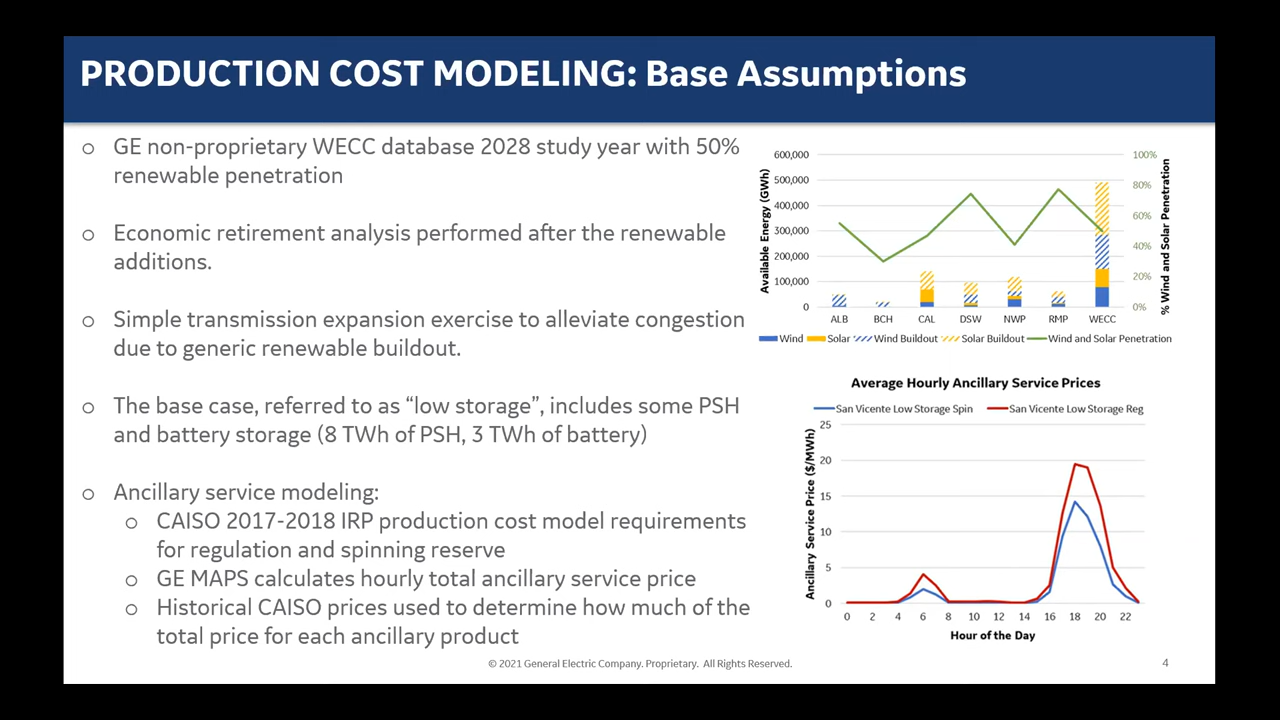 PRODUCTION COST MODELING: Base Assumptions
o GE non-proprietary WECC database 2028 study year with 50%
renewable penetration
o Economic retirement analysis performed after the renewable
additions.
o Simple transmission expansion exercise to alleviate congestion
due to generic renewable buildout.
o The base case, referred to as “low storage”, includes some PSH
and battery storage (8 TWh of PSH, 3 TWh of battery)
o Ancillary service modeling:
o CAISO 2017-2018 IRP production cost model requirements
for regulation and spinning reserve
o GE MAPS calculates hourly total ancillary service price
o Historical CAISO prices used to determine how much of the
total price for each ancillary product
Available Energy (GWh)
600,000
500,000
400,000
300,000
200,000
100,000
0
100%
80%
60%
40%
20%
0%
% Wind and Solar Penetration
ALB BCH CAL DSW NWP RMP WECC
Wind Solar Wind Buildout Solar Buildout Wind and Solar Penetration
Average Hourly Ancillary Service Prices
San Vicente Low Storage Spin San Vicente Low Storage Reg
Ancillary Service Price ($/MWh)
25
20
15
10
5
0
0 2 4 6 8 10 12 14 16 18 20 22
Hour of the Day
© 2021 General Electric Company. Proprietary. All Rights Reserved.
4